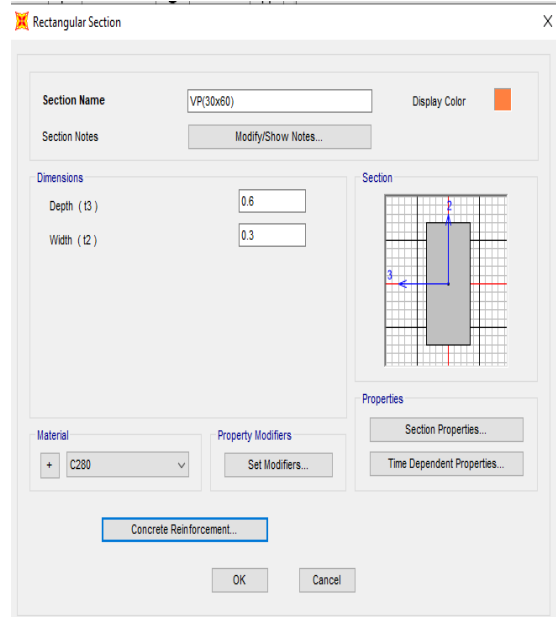 Rectangular Section X
Section Name VP(30x60) Display Color
Section Notes Modify/Show Notes...
Dimensions
Depth ( t3 ) 0.6
Width ( t2 ) 0.3
Section
2
3
Properties
Section Properties...
Time Dependent Properties...
Material
+ C280
Property Modifiers
Set Modifiers...
Concrete Reinforcement...
OK Cancel